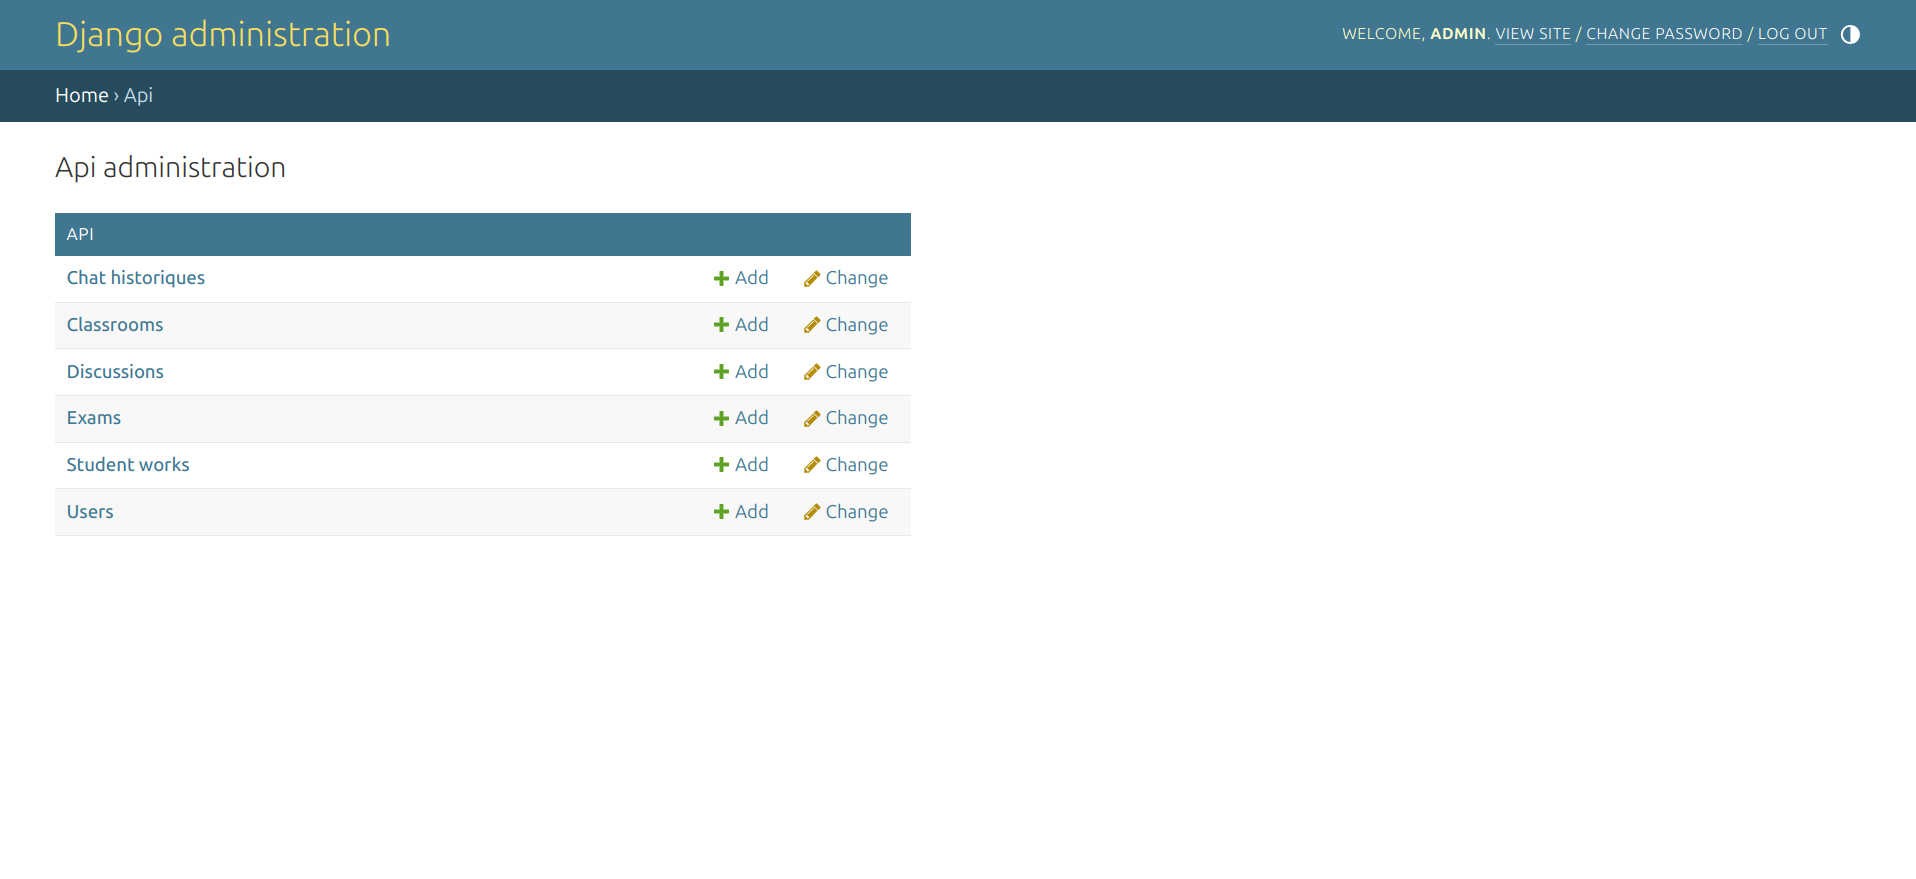 Django administration
WELCOME, ADMIN. VIEW SITE / CHANGE PASSWORD / LOG OUT
Home › Api
Api administration
API
Chat historiques Add Change
Classrooms Add Change
Discussions Add Change
Exams Add Change
Student works Add Change
Users Add Change